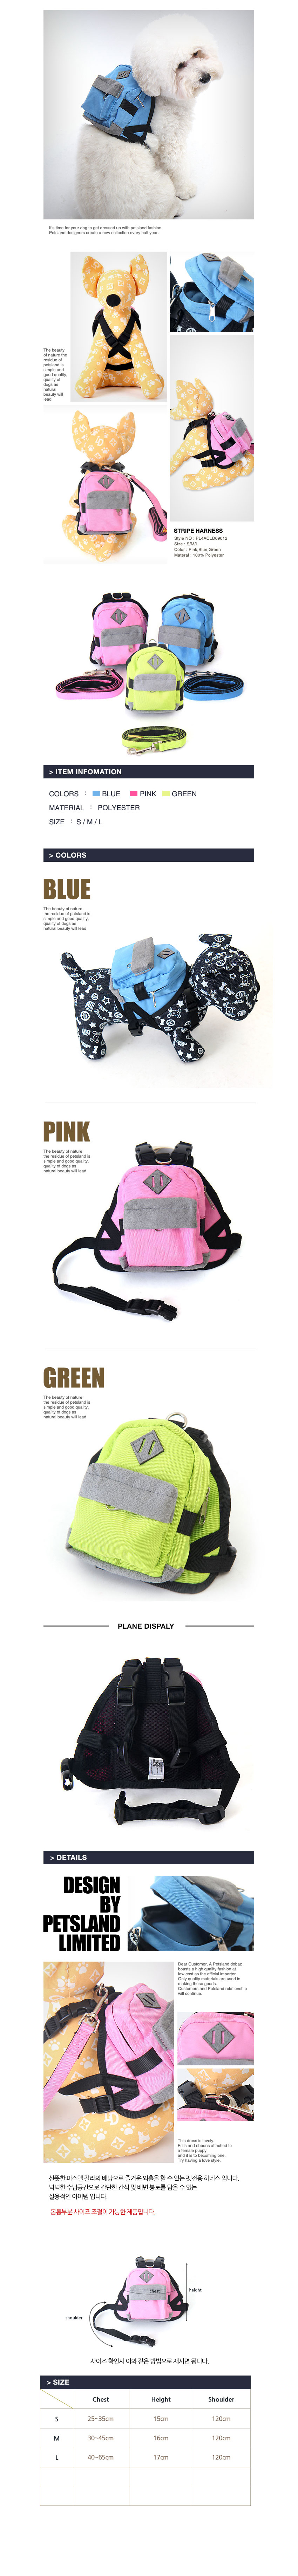 It's time for your dog to get dressed up with petsland fashion.
Petsland designers create a new collection every half year.
The beauty
of nature the
residue of
petsland is
simple and
good quality,
quality of
dogs as
natural
beauty will
lead
STRIPE HARNESS
Size : S/M/L
Color : Pink,Blue,Green
> ITEM INFOMATION
COLORS : BLUE PINK GREEN
MATERIAL : POLYESTER
SIZE : S / M / L
> COLORS
BLUE
The beauty of nature
the residue of petsland is
simple and good quality,
quality of dogs as
natural beauty will lead
PINK
The beauty of nature
the residue of petsland is
simple and good quality,
quality of dogs as
natural beauty will lead
GREEN
The beauty of nature
the residue of petsland is
simple and good quality,
quality of dogs as
natural beauty will lead
PLANE DISPALY
> DETAILS
DESIGN
BY
PETSLAND
LIMITED
Dear Customer, A Petsland dobaz
boasts a high quality fashion at
low cost as the official importer.
Only quality materials are used in
making these goods.
Customers and Petsland relationship
will continue.
This dress is lovely.
Frills and ribbons attached to
a female puppy
and it is to becoming one.
Try having a love style.
산뜻한 파스텔 칼라의 배낭으로 즐거운 외출을 할 수 있는 펫전용 하네스 입니다.
넉넉한 수납공간으로 간단한 간식 및 배변 봉투를 담을 수 있는
실용적인 아이템 입니다.
몸통부분 사이즈 조절이 가능한 제품입니다.
height
shoulder
사이즈 확인시 이와 같은 방법으로 재시면 됩니다.
> SIZE
Chest Height Shoulder
S 25~35cm 15cm 120cm
M 30~45cm 16cm 120cm
L 40~65cm 17cm 120cm